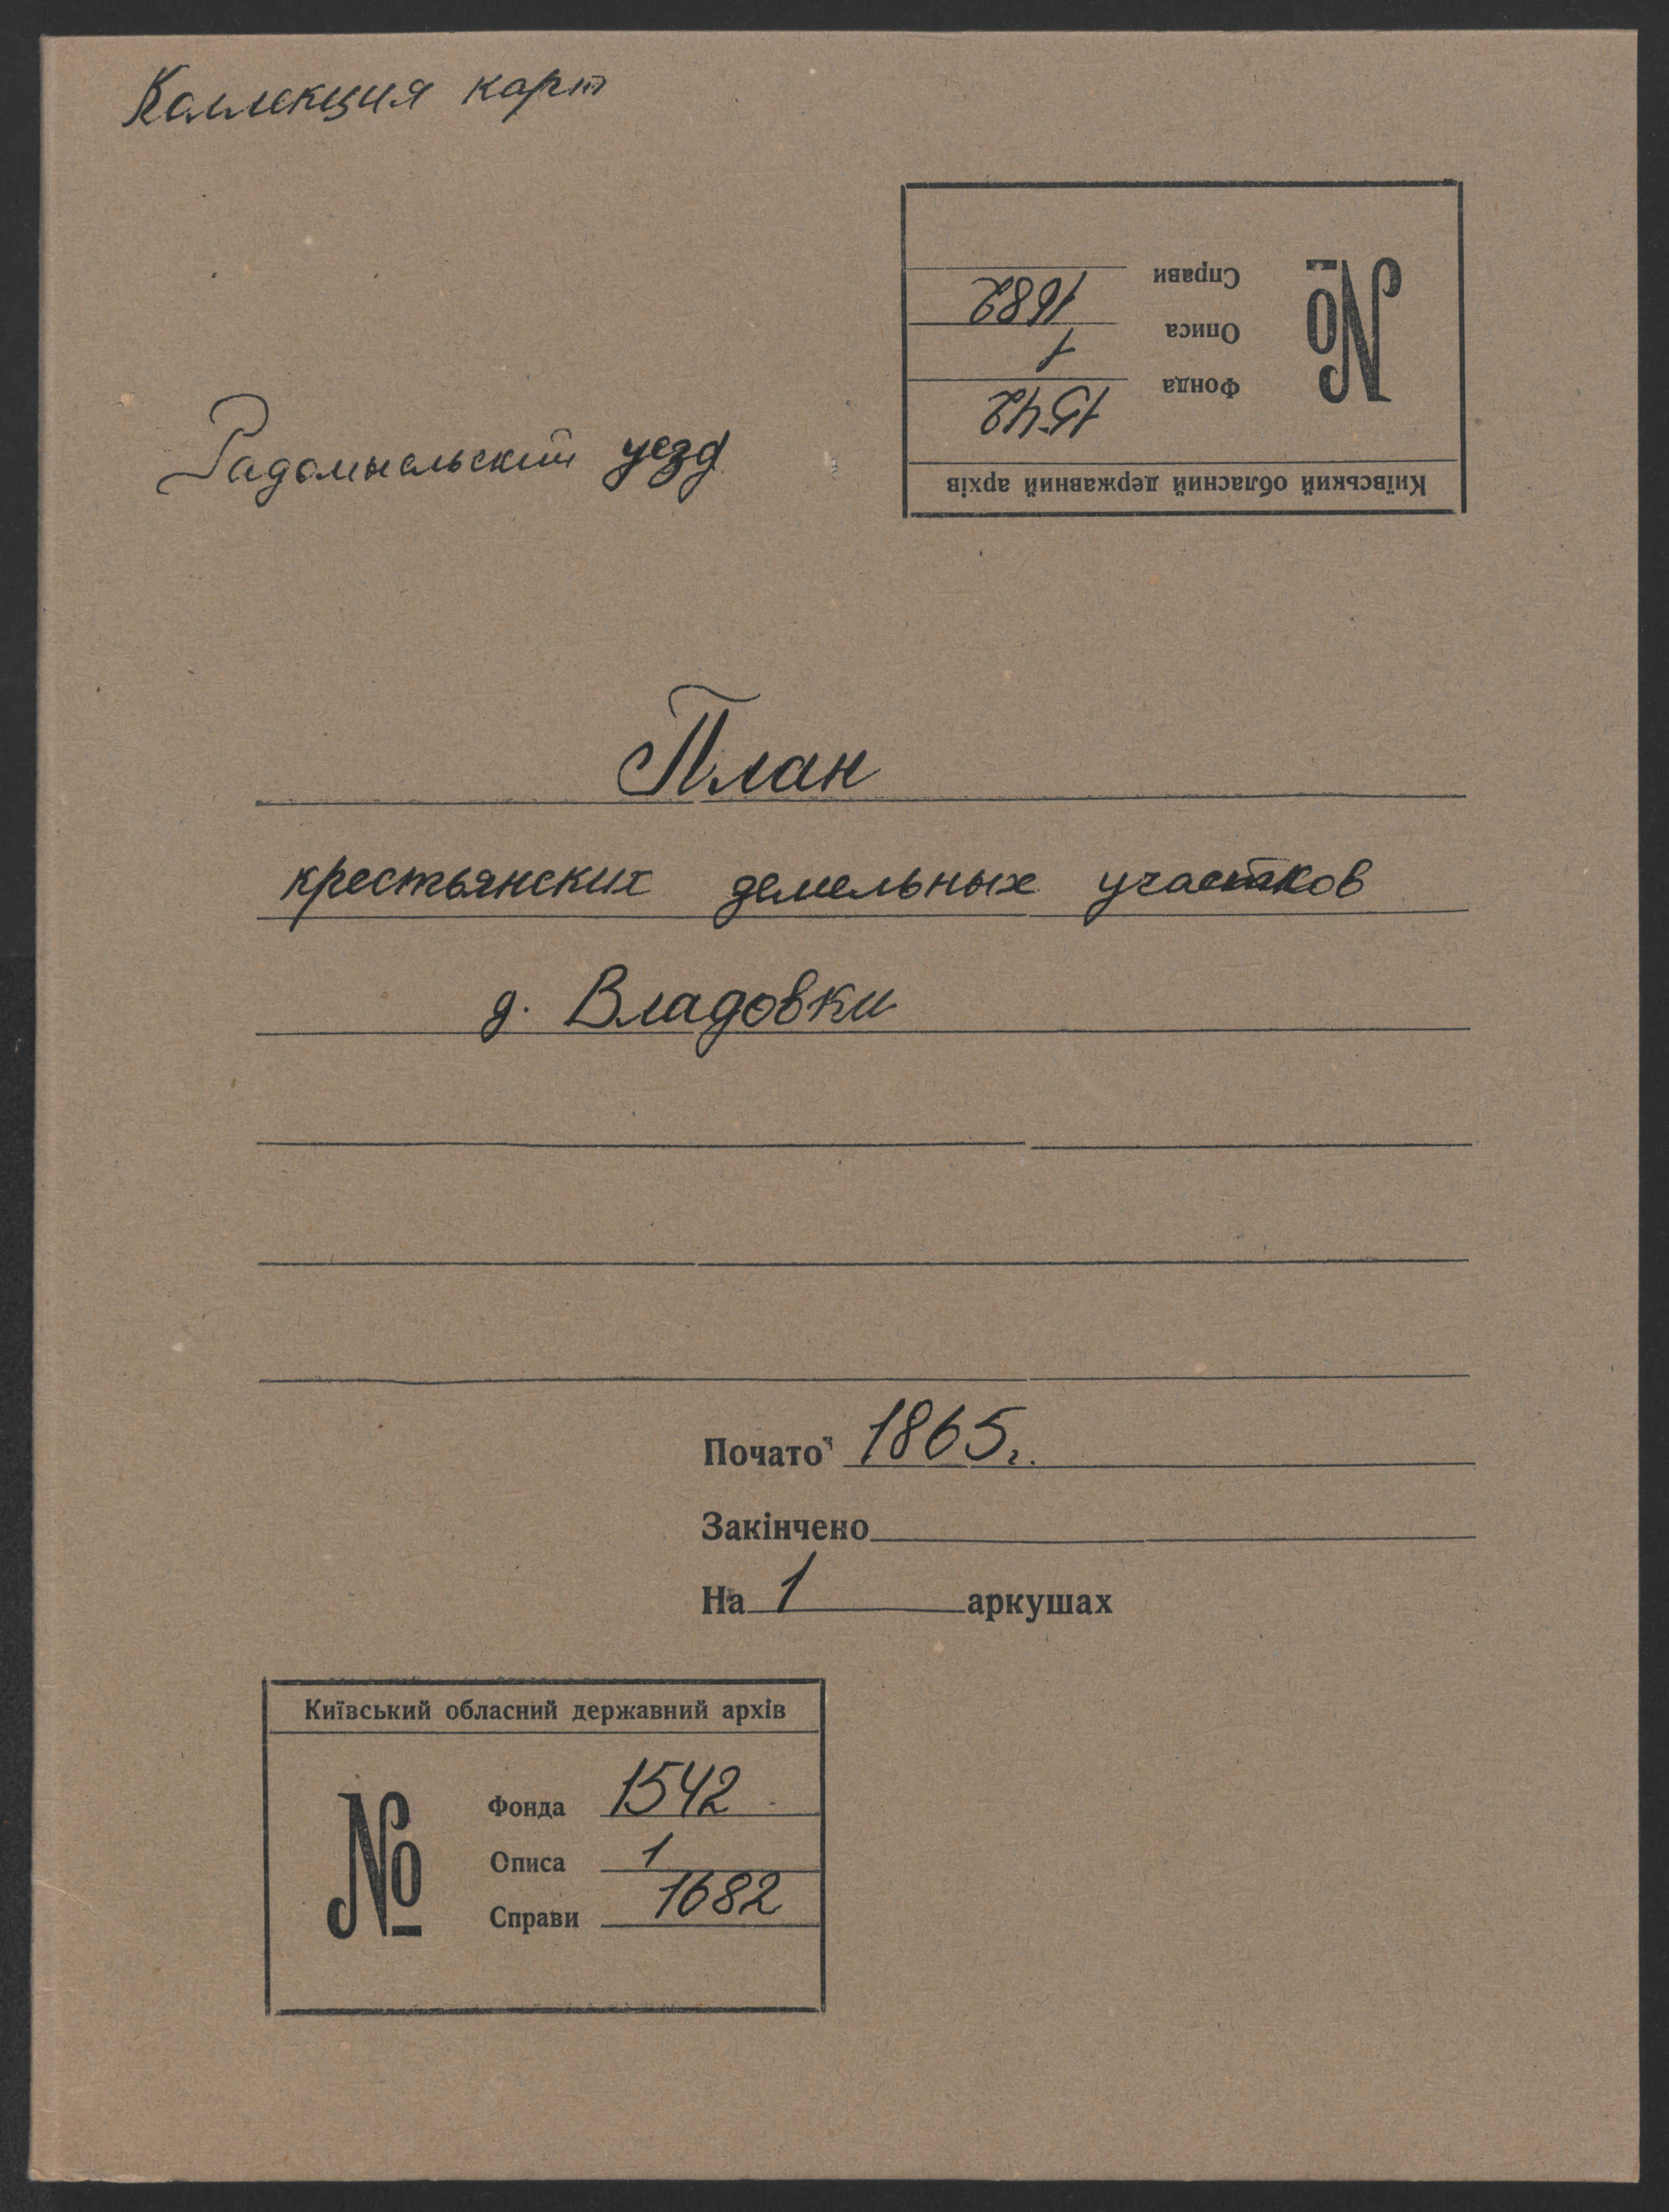 Коллекция карт
Київський обласний державний архів
№
Фонда 1542
Описа 1
Справи 1682
Радомысльский уезд
План
крестьянских земельных участков
д. Владовки
Почато 1865г.
Закінчено
На 1 аркушах
Київський обласний державний архів
№
Фонда 1542
Описа 1
Справи 1682